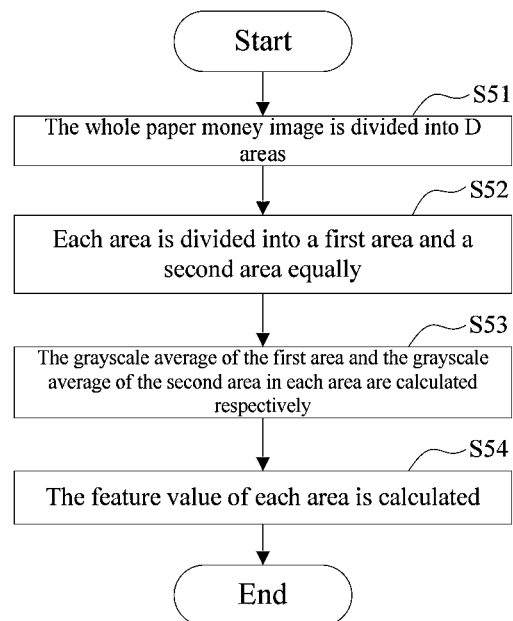 Start
S51
The whole paper money image is divided into D
areas
S52
Each area is divided into a first area and a
second area equally
S53
The grayscale average of the first area and the grayscale
average of the second area in each area are calculated
respectively
S54
The feature value of each area is calculated
End